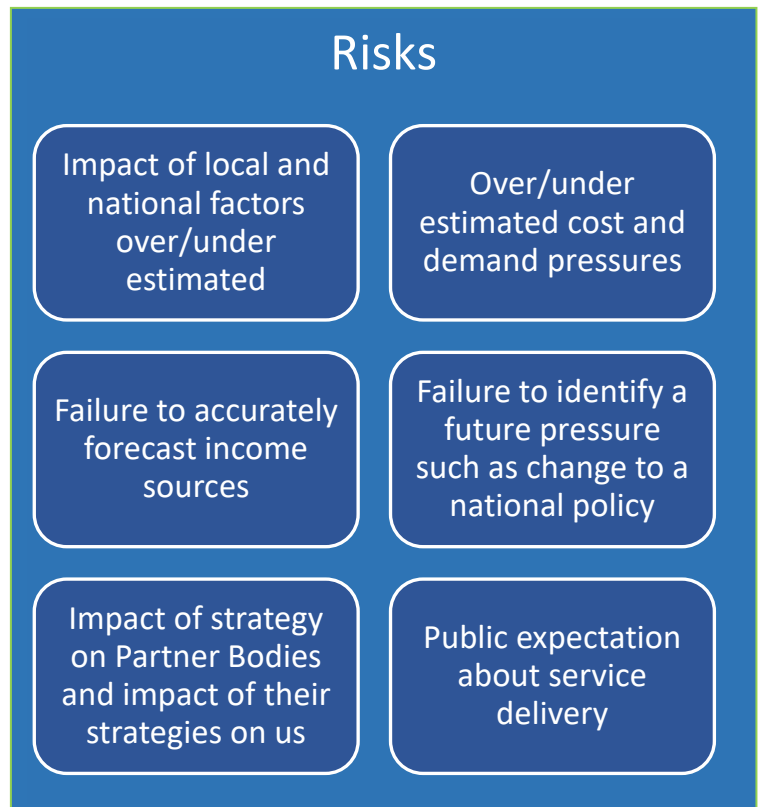 Risks
Impact of local and
national factors
over/under
estimated
Over/under
estimated cost and
demand pressures
Failure to accurately
forecast income
sources
Failure to identify a
future pressure
such as change to a
national policy
Impact of strategy
on Partner Bodies
and impact of their
strategies on us
Public expectation
about service
delivery